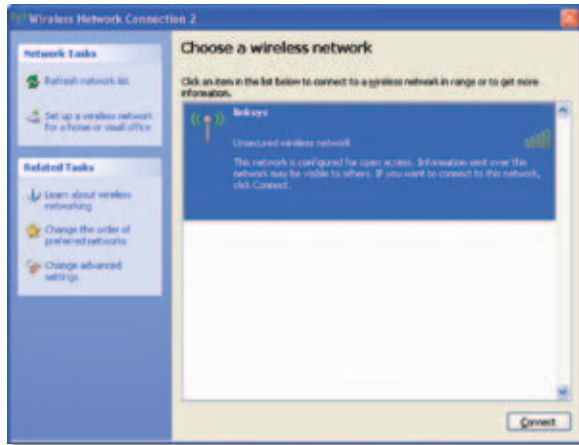 Wireless Network Connection 2
Network Tasks
Refresh network list
Set up a wireless network
for a home or small office
Related Tasks
Learn about wireless
networking
Change the order of
preferred networks
Change advanced
settings
Choose a wireless network
Click an item in the list below to connect to a wireless network in range or to get more
information.
linksys
Unsecured wireless network
This network is configured for open access. Information sent over this
network may be visible to others. If you want to connect to this network,
click Connect.
Connect